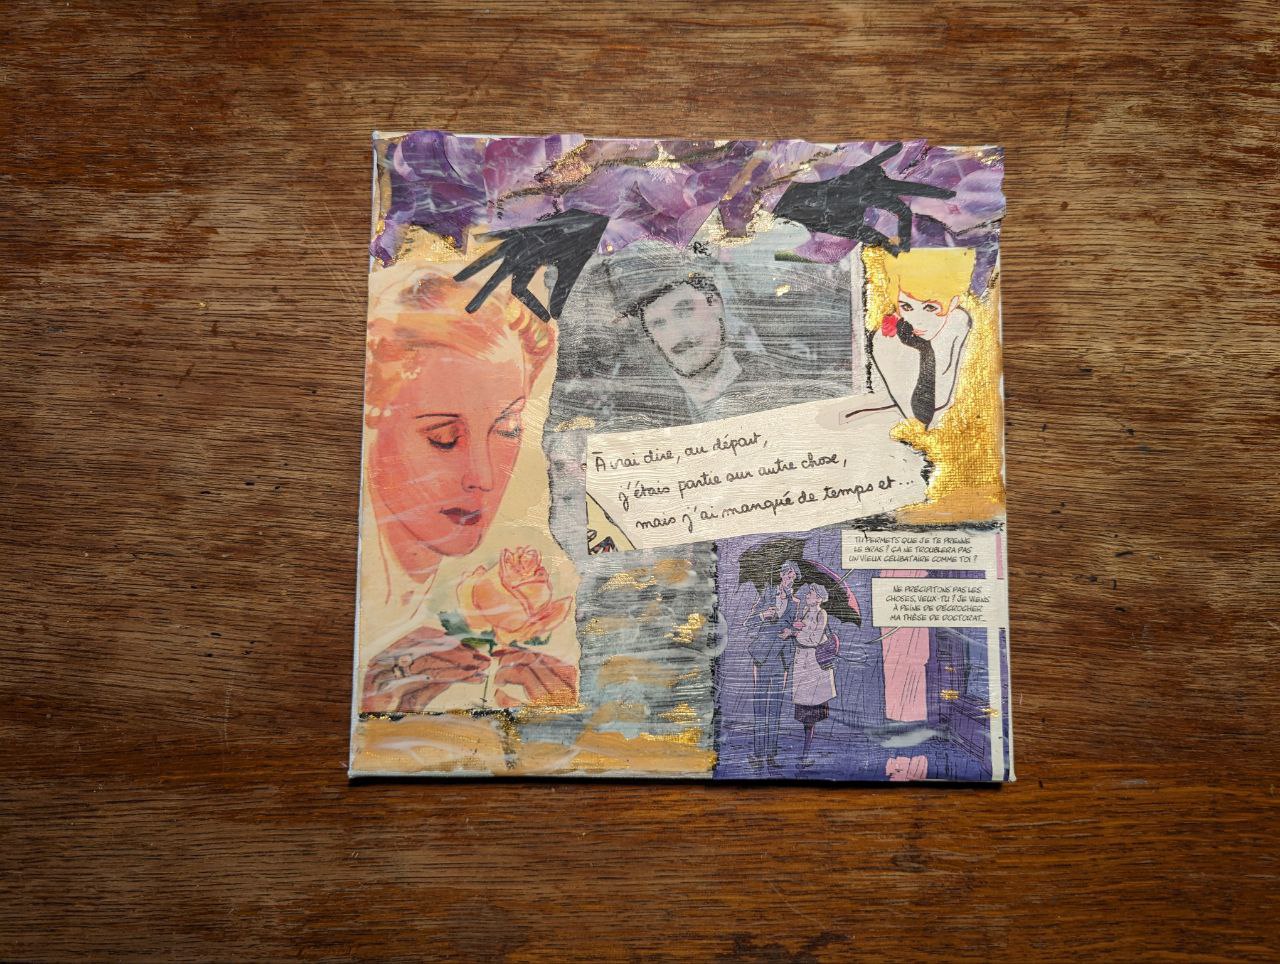 À vrai dire, au départ,
j'étais partie sur autre chose,
mais j'ai manqué de temps et...
TU PERMETS QUE JE TE PRENNE
LE BRAS ? ÇA NE TROUBLERA PAS
UN VIEUX CÉLIBATAIRE COMME TOI ?
NE PRÉCIPITONS PAS LES
CHOSES, VEUX-TU ? JE VIENS
À PEINE DE DÉCROCHER
MA THÈSE DE DOCTORAT...